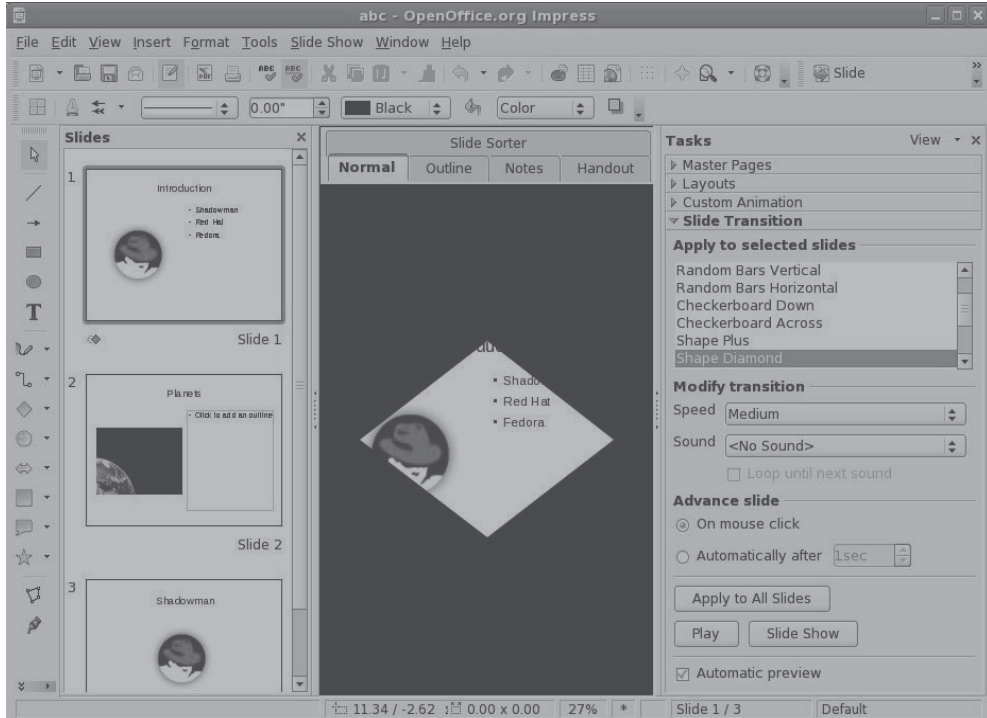 abc - OpenOffice.org Impress
File Edit View Insert Format Tools Slide Show Window Help
ABC ABC Slide
0.00" Black Color
Slides
1
Introduction
Shadowman
Red Hat
Fedora
Slide 1
2
Planets
Click to add an outline
Slide 2
3
Shadowman
Slide Sorter
Normal Outline Notes Handout
Shado
Red Hat
Fedora
Tasks View
Master Pages
Layouts
Custom Animation
Slide Transition
Apply to selected slides
Random Bars Vertical
Random Bars Horizontal
Checkerboard Down
Checkerboard Across
Shape Plus
Shape Diamond
Modify transition
Speed Medium
Sound <No Sound>
Loop until next sound
Advance slide
On mouse click
Automatically after 1sec
Apply to All Slides
Play Slide Show
Automatic preview
11.34 / -2.62 0.00 x 0.00 27% * Slide 1 / 3 Default